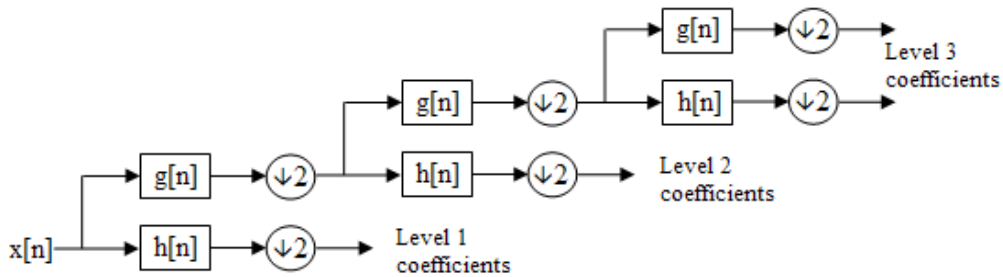 g[n] ↓2
Level 3
coefficients
g[n] ↓2 h[n] ↓2
g[n] ↓2 h[n] ↓2
Level 2
coefficients
x[n] h[n] ↓2
Level 1
coefficients